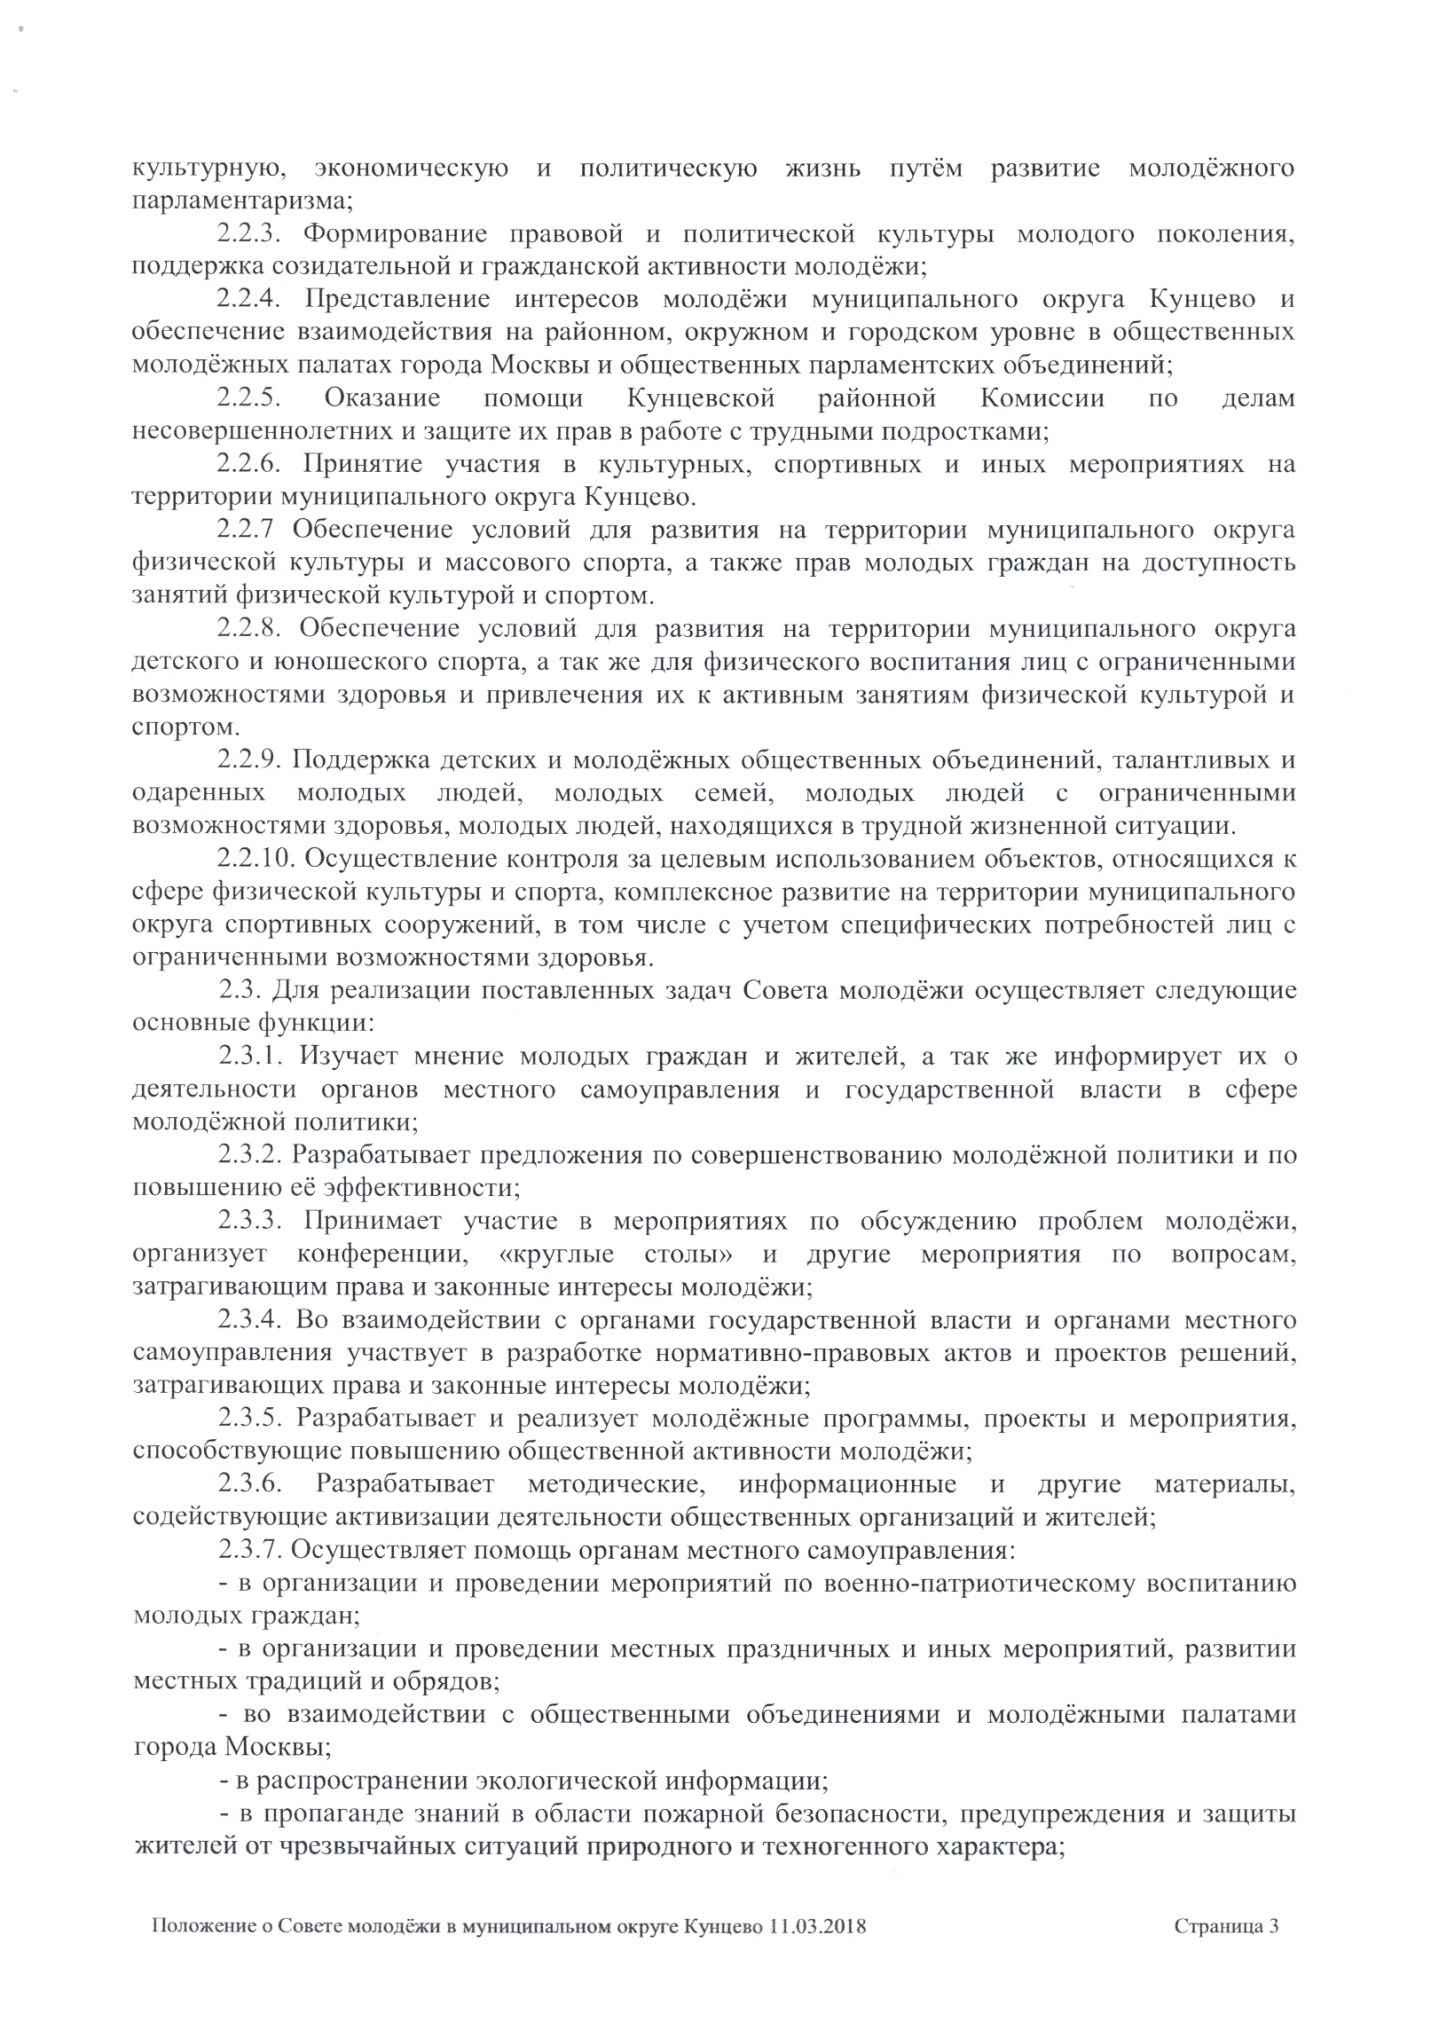 культурную, экономическую и политическую жизнь путём развитие молодёжного
парламентаризма;
2.2.3. Формирование правовой и политической культуры молодого поколения,
поддержка созидательной и гражданской активности молодёжи;
2.2.4. Представление интересов молодёжи муниципального округа Кунцево и
обеспечение взаимодействия на районном, окружном и городском уровне в общественных
молодёжных палатах города Москвы и общественных парламентских объединений;
2.2.5. Оказание помощи Кунцевской районной Комиссии по делам
несовершеннолетних и защите их прав в работе с трудными подростками;
2.2.6. Принятие участия в культурных, спортивных и иных мероприятиях на
территории муниципального округа Кунцево.
2.2.7 Обеспечение условий для развития на территории муниципального округа
физической культуры и массового спорта, а также прав молодых граждан на доступность
занятий физической культурой и спортом.
2.2.8. Обеспечение условий для развития на территории муниципального округа
детского и юношеского спорта, а так же для физического воспитания лиц с ограниченными
возможностями здоровья и привлечения их к активным занятиям физической культурой и
спортом.
2.2.9. Поддержка детских и молодёжных общественных объединений, талантливых и
одаренных молодых людей, молодых семей, молодых людей с ограниченными
возможностями здоровья, молодых людей, находящихся в трудной жизненной ситуации.
2.2.10. Осуществление контроля за целевым использованием объектов, относящихся к
сфере физической культуры и спорта, комплексное развитие на территории муниципального
округа спортивных сооружений, в том числе с учетом специфических потребностей лиц с
ограниченными возможностями здоровья.
2.3. Для реализации поставленных задач Совета молодёжи осуществляет следующие
основные функции:
2.3.1. Изучает мнение молодых граждан и жителей, а так же информирует их о
деятельности органов местного самоуправления и государственной власти в сфере
молодёжной политики;
2.3.2. Разрабатывает предложения по совершенствованию молодёжной политики и по
повышению её эффективности;
2.3.3. Принимает участие в мероприятиях по обсуждению проблем молодёжи,
организует конференции, «круглые столы» и другие мероприятия по вопросам,
затрагивающим права и законные интересы молодёжи;
2.3.4. Во взаимодействии с органами государственной власти и органами местного
самоуправления участвует в разработке нормативно-правовых актов и проектов решений,
затрагивающих права и законные интересы молодёжи;
2.3.5. Разрабатывает и реализует молодёжные программы, проекты и мероприятия,
способствующие повышению общественной активности молодёжи;
2.3.6. Разрабатывает методические, информационные и другие материалы,
содействующие активизации деятельности общественных организаций и жителей;
2.3.7. Осуществляет помощь органам местного самоуправления:
- в организации и проведении мероприятий по военно-патриотическому воспитанию
молодых граждан;
- в организации и проведении местных праздничных и иных мероприятий, развитии
местных традиций и обрядов;
- во взаимодействии с общественными объединениями и молодёжными палатами
города Москвы;
- в распространении экологической информации;
- в пропаганде знаний в области пожарной безопасности, предупреждения и защиты
жителей от чрезвычайных ситуаций природного и техногенного характера;
Положение о Совете молодёжи в муниципальном округе Кунцево 11.03.2018 Страница 3